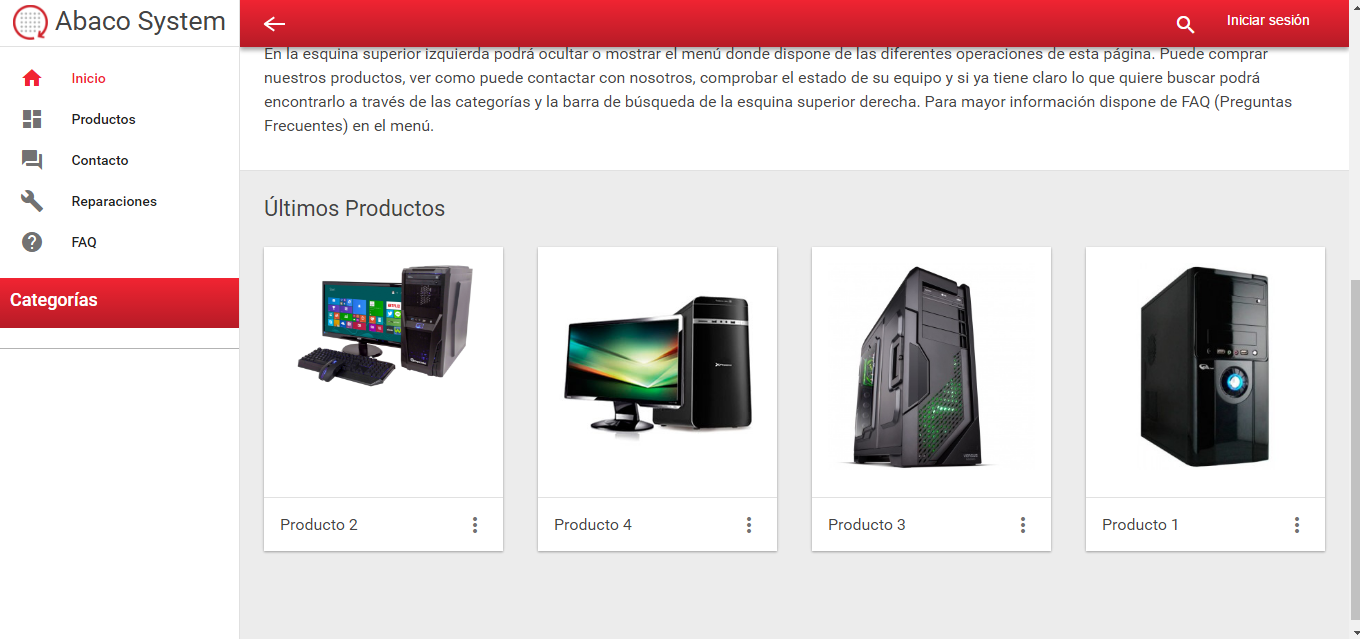 Abaco System
Iniciar sesión
Inicio
Productos
Contacto
Reparaciones
FAQ
Categorías
En la esquina superior izquierda podrá ocultar o mostrar el menú donde dispone de las diferentes operaciones de esta página. Puede comprar
nuestros productos, ver como puede contactar con nosotros, comprobar el estado de su equipo y si ya tiene claro lo que quiere buscar podrá
encontrarlo a través de las categorías y la barra de búsqueda de la esquina superior derecha. Para mayor información dispone de FAQ (Preguntas
Frecuentes) en el menú.
Últimos Productos
Producto 2
Producto 4
Producto 3
Producto 1